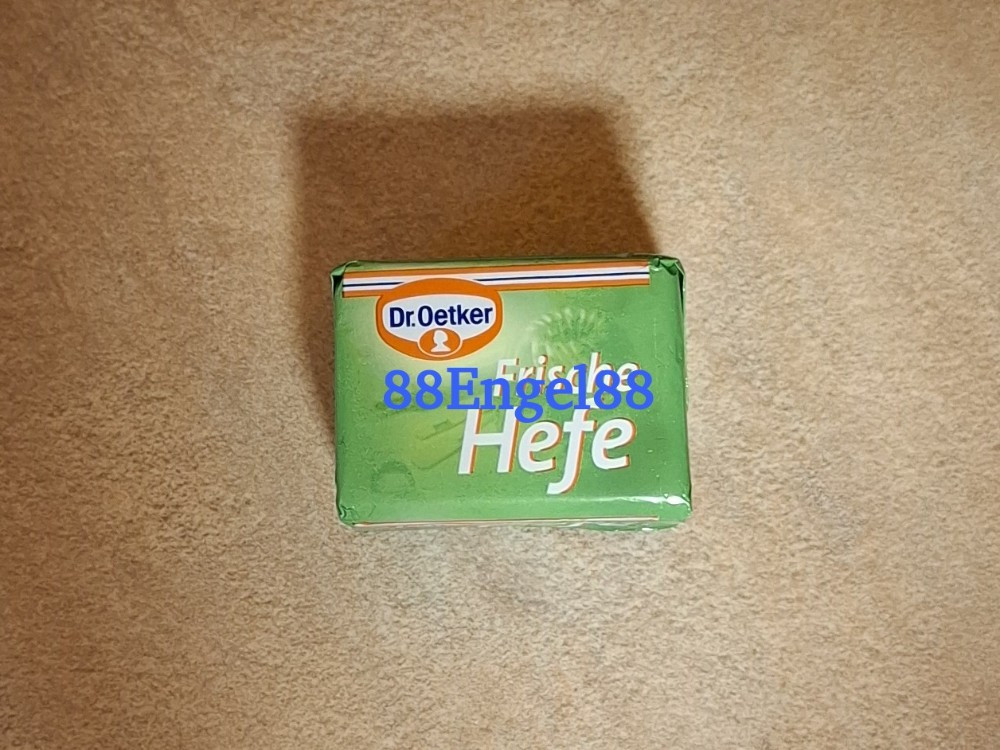 Dr. Oetker
Frische
88Engel88
Hefe